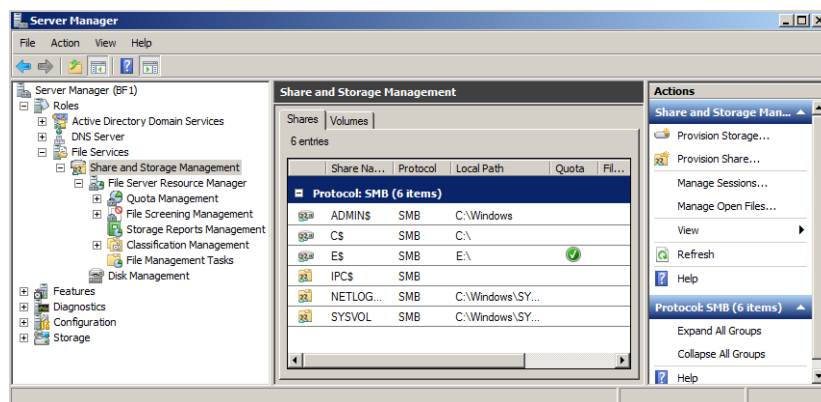 Server Manager
File Action View Help
Server Manager (BF1)
Roles
Active Directory Domain Services
DNS Server
File Services
Share and Storage Management
File Server Resource Manager
Quota Management
File Screening Management
Storage Reports Management
Classification Management
File Management Tasks
Disk Management
Features
Diagnostics
Configuration
Storage
Share and Storage Management
Shares Volumes
6 entries
Share Na... Protocol Local Path Quota Fil...
Protocol: SMB (6 items)
ADMIN$ SMB C:\Windows
C$ SMB C:\
E$ SMB E:\
IPC$ SMB
NETLOG... SMB C:\Windows\SY...
SYSVOL SMB C:\Windows\SY...
Actions
Share and Storage Man...
Provision Storage...
Provision Share...
Manage Sessions...
Manage Open Files...
View
Refresh
Help
Protocol: SMB (6 items)
Expand All Groups
Collapse All Groups
Help